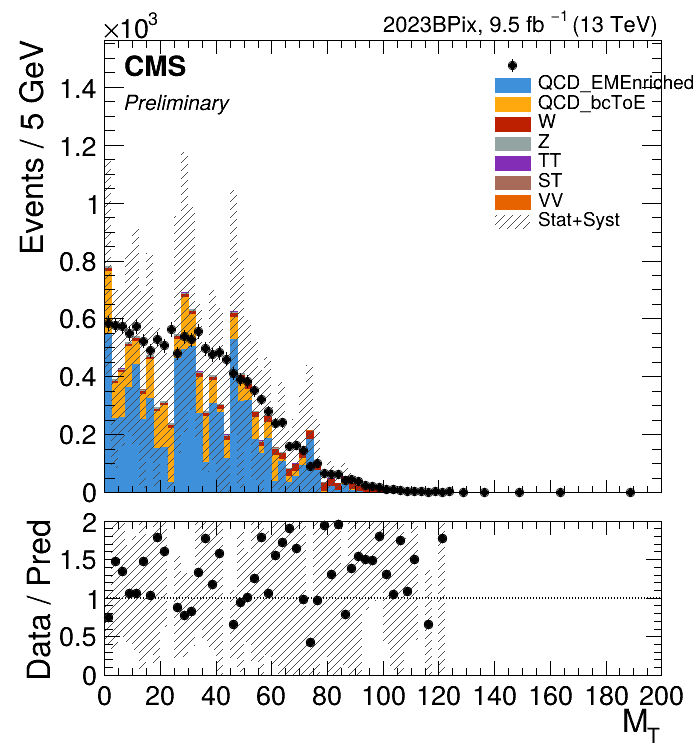 ×10³
2023BPix, 9.5 fb⁻¹ (13 TeV)
CMS
Preliminary
QCD_EMEnriched
QCD_bcToE
W
Z
TT
ST
VV
Stat+Syst
Events / 5 GeV
1.4
1.2
1
0.8
0.6
0.4
0.2
0
Data / Pred
2
1.5
1
0.5
0
0 20 40 60 80 100 120 140 160 180 200
M_T